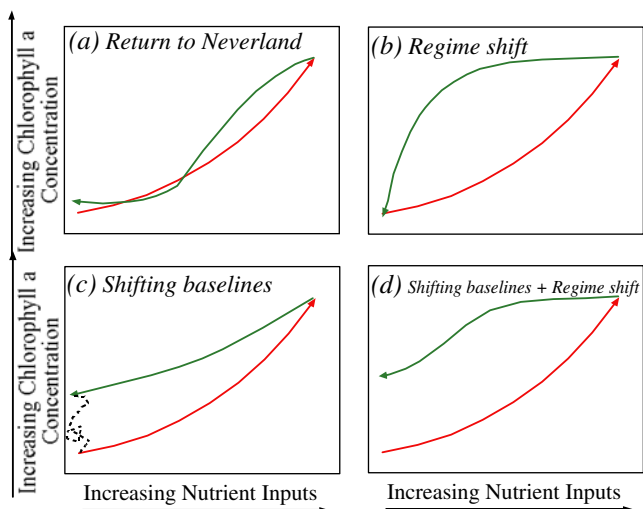 (a) Return to Neverland
(b) Regime shift
Increasing Chlorophyll a
Concentration
(c) Shifting baselines
(d) Shifting baselines + Regime shift
Increasing Chlorophyll a
Concentration
Increasing Nutrient Inputs
Increasing Nutrient Inputs